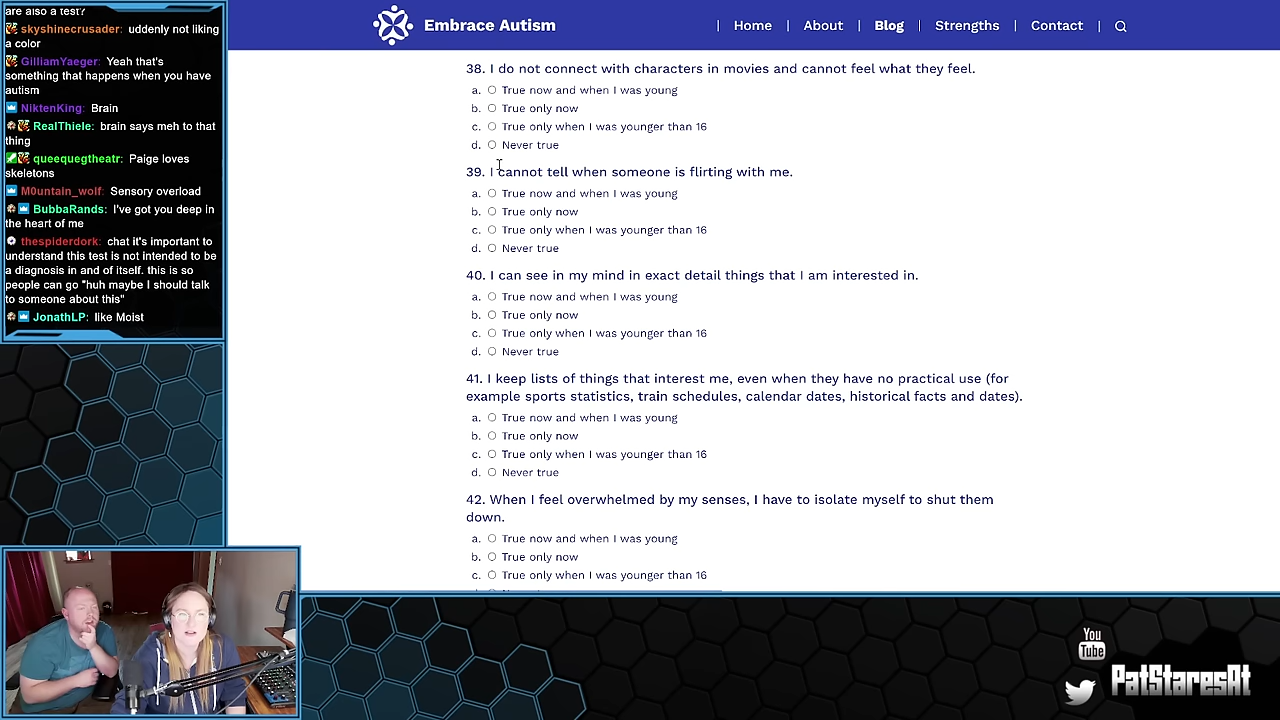 are also a test?
skyshinecrusader: uddenly not liking
a color
GilliamYaeger: Yeah that's
something that happens when you have
autism
NiktenKing: Brain
RealThiele: brain says meh to that
thing
queequegtheatr: Paige loves
skeletons
M0untain_wolf: Sensory overload
BubbaRands: I've got you deep in
the heart of me
thespiderdork: chat it's important to
understand this test is not intended to be
a diagnosis in and of itself. this is so
people can go "huh maybe I should talk
to someone about this"
JonathLP: like Moist
Embrace Autism
Home
About
Blog
Strengths
Contact
38. I do not connect with characters in movies and cannot feel what they feel.
a. True now and when I was young
b. True only now
c. True only when I was younger than 16
d. Never true
39. I cannot tell when someone is flirting with me.
a. True now and when I was young
b. True only now
c. True only when I was younger than 16
d. Never true
40. I can see in my mind in exact detail things that I am interested in.
a. True now and when I was young
b. True only now
c. True only when I was younger than 16
d. Never true
41. I keep lists of things that interest me, even when they have no practical use (for
example sports statistics, train schedules, calendar dates, historical facts and dates).
a. True now and when I was young
b. True only now
c. True only when I was younger than 16
d. Never true
42. When I feel overwhelmed by my senses, I have to isolate myself to shut them
down.
a. True now and when I was young
b. True only now
c. True only when I was younger than 16
You
Tube
PatStaresAt